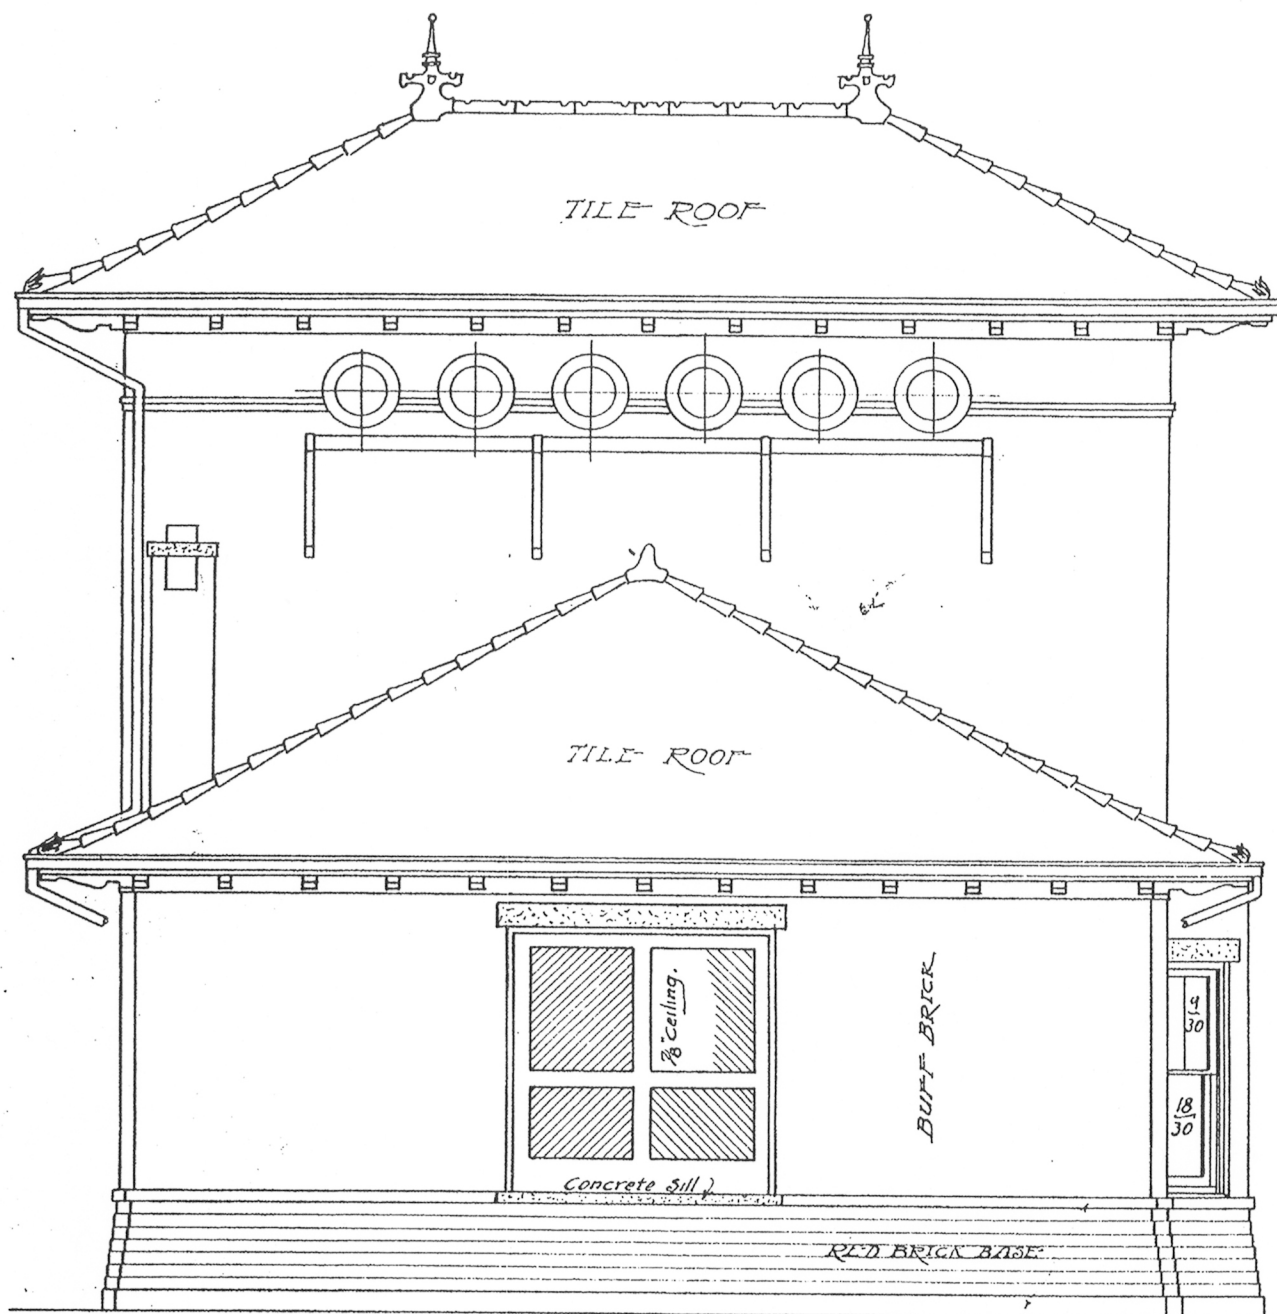 TILE ROOF
TILE ROOF
7/8" Ceiling.
BUFF BRICK
9/30
18/30
Concrete Sill
RED BRICK BASE